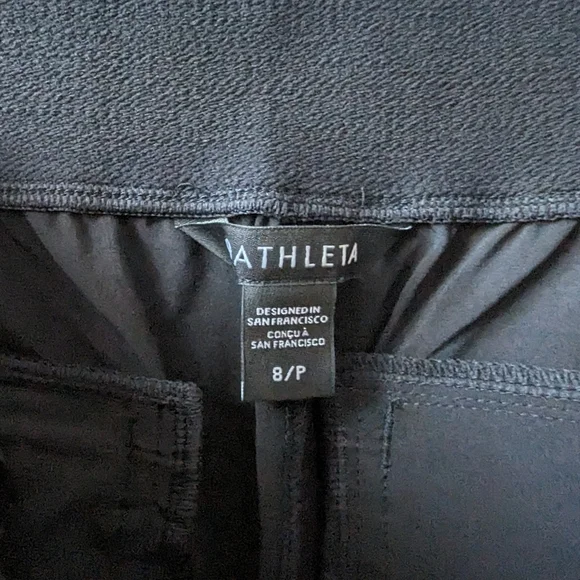 ATHLETA
DESIGNED IN
SAN FRANCISCO
CONÇU À
SAN FRANCISCO
8/P